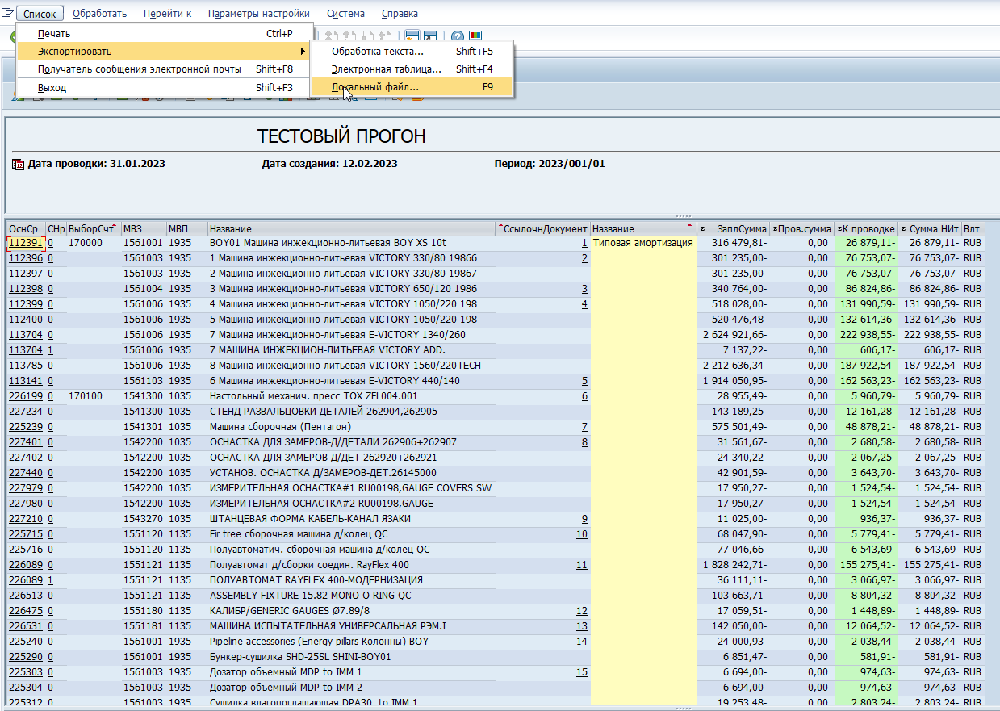 Список Обработать Перейти к Параметры настройки Система Справка
Печать Ctrl+P
Экспортировать
Получатель сообщения электронной почты Shift+F8
Выход Shift+F3
Обработка текста... Shift+F5
Электронная таблица... Shift+F4
Локальный файл... F9
ТЕСТОВЫЙ ПРОГОН
Дата проводки: 31.01.2023 Дата создания: 12.02.2023 Период: 2023/001/01
ОснСр СНр ВыборСчт МВЗ МВП Название СсылочнДокумент Название Σ ЗаплСумма ΣПров.сумма ΣК проводке Σ Сумма НИт Влт
112391 0 170000 1561001 1935 BOY01 Машина инжекционно-литьевая BOY XS 10t 1 Типовая амортизация 316 479,81- 0,00 26 879,11- 26 879,11- RUB
112396 0 1561003 1935 1 Машина инжекционно-литьевая VICTORY 330/80 19866 2 301 235,00- 0,00 76 753,07- 76 753,07- RUB
112397 0 1561003 1935 2 Машина инжекционно-литьевая VICTORY 330/80 19867 301 235,00- 0,00 76 753,07- 76 753,07- RUB
112398 0 1561004 1935 3 Машина инжекционно-литьевая VICTORY 650/120 1986 3 340 764,00- 0,00 86 824,86- 86 824,86- RUB
112399 0 1561006 1935 4 Машина инжекционно-литьевая VICTORY 1050/220 198 4 518 028,00- 0,00 131 990,59- 131 990,59- RUB
112400 0 1561006 1935 5 Машина инжекционно-литьевая VICTORY 1050/220 198 520 476,48- 0,00 132 614,36- 132 614,36- RUB
113704 0 1561006 1935 7 Машина инжекционно-литьевая E-VICTORY 1340/260 2 624 921,66- 0,00 222 938,55- 222 938,55- RUB
113704 1 1561006 1935 7 МАШИНА ИНЖЕКЦИОН-ЛИТЬЕВАЯ VICTORY ADD. 7 137,22- 0,00 606,17- 606,17- RUB
113785 0 1561006 1935 8 Машина инжекционно-литьевая VICTORY 1560/220TECH 2 212 636,34- 0,00 187 922,54- 187 922,54- RUB
113141 0 1561103 1935 6 Машина инжекционно-литьевая E-VICTORY 440/140 5 1 914 050,95- 0,00 162 563,23- 162 563,23- RUB
226199 0 170100 1541300 1035 Настольный механич. пресс TOX ZFL004.001 6 28 955,49- 0,00 5 960,79- 5 960,79- RUB
227234 0 1541300 1035 СТЕНД РАЗВАЛЬЦОВКИ ДЕТАЛЕЙ 262904,262905 143 189,25- 0,00 12 161,28- 12 161,28- RUB
225239 0 1541301 1035 Машина сборочная (Пентагон) 7 575 501,49- 0,00 48 878,21- 48 878,21- RUB
227401 0 1542200 1035 ОСНАСТКА ДЛЯ ЗАМЕРОВ-Д/ДЕТАЛИ 262906+262907 8 31 561,67- 0,00 2 680,58- 2 680,58- RUB
227402 0 1542200 1035 ОСНАСТКА ДЛЯ ЗАМЕРОВ-Д/ДЕТ 262920+262921 24 340,22- 0,00 2 067,25- 2 067,25- RUB
227440 0 1542200 1035 УСТАНОВ. ОСНАСТКА Д/ЗАМЕРОВ-ДЕТ.26145000 42 901,59- 0,00 3 643,70- 3 643,70- RUB
227979 0 1542200 1035 ИЗМЕРИТЕЛЬНАЯ ОСНАСТКА#1 RU00198,GAUGE COVERS SW 17 950,27- 0,00 1 524,54- 1 524,54- RUB
227980 0 1542200 1035 ИЗМЕРИТЕЛЬНАЯ ОСНАСТКА#2 RU00198,GAUGE 17 950,27- 0,00 1 524,54- 1 524,54- RUB
227210 0 1543270 1035 ШТАНЦЕВАЯ ФОРМА КАБЕЛЬ-КАНАЛ ЯЗАКИ 9 11 025,00- 0,00 936,37- 936,37- RUB
225715 0 1551120 1135 Fir tree сборочная машина д/колец QC 10 68 047,90- 0,00 5 779,41- 5 779,41- RUB
225716 0 1551120 1135 Полуавтоматич. сборочная машина д/колец QC 77 046,66- 0,00 6 543,69- 6 543,69- RUB
226089 0 1551121 1135 Полуавтомат д/сборки соедин. RayFlex 400 11 1 828 242,71- 0,00 155 275,41- 155 275,41- RUB
226089 1 1551121 1135 ПОЛУАВТОМАТ RAYFLEX 400-МОДЕРНИЗАЦИЯ 36 111,11- 0,00 3 066,97- 3 066,97- RUB
226513 0 1551121 1135 ASSEMBLY FIXTURE 15.82 MONO O-RING QC 103 663,71- 0,00 8 804,32- 8 804,32- RUB
226475 0 1551180 1135 КАЛИБР/GENERIC GAUGES Ø7.89/8 12 17 059,51- 0,00 1 448,89- 1 448,89- RUB
226531 0 1551181 1135 МАШИНА ИСПЫТАТЕЛЬНАЯ УНИВЕРСАЛЬНАЯ РЭМ.I 13 142 050,00- 0,00 12 064,52- 12 064,52- RUB
225240 0 1561001 1935 Pipeline accessories (Energy pillars Колонны) BOY 14 24 000,93- 0,00 2 038,44- 2 038,44- RUB
225290 0 1561001 1935 Бункер-сушилка SHD-25SL SHINI-BOY01 6 851,47- 0,00 581,91- 581,91- RUB
225303 0 1561003 1935 Дозатор объемный MDP to IMM 1 15 6 694,00- 0,00 974,63- 974,63- RUB
225304 0 1561003 1935 Дозатор объемный MDP to IMM 2 6 694,00- 0,00 974,63- 974,63- RUB
225312 0 1561003 1935 Сушилка влагопоглащающая DPA30, to IMM 1 19 253,48- 0,00 2 803,24- 2 803,24- RUB